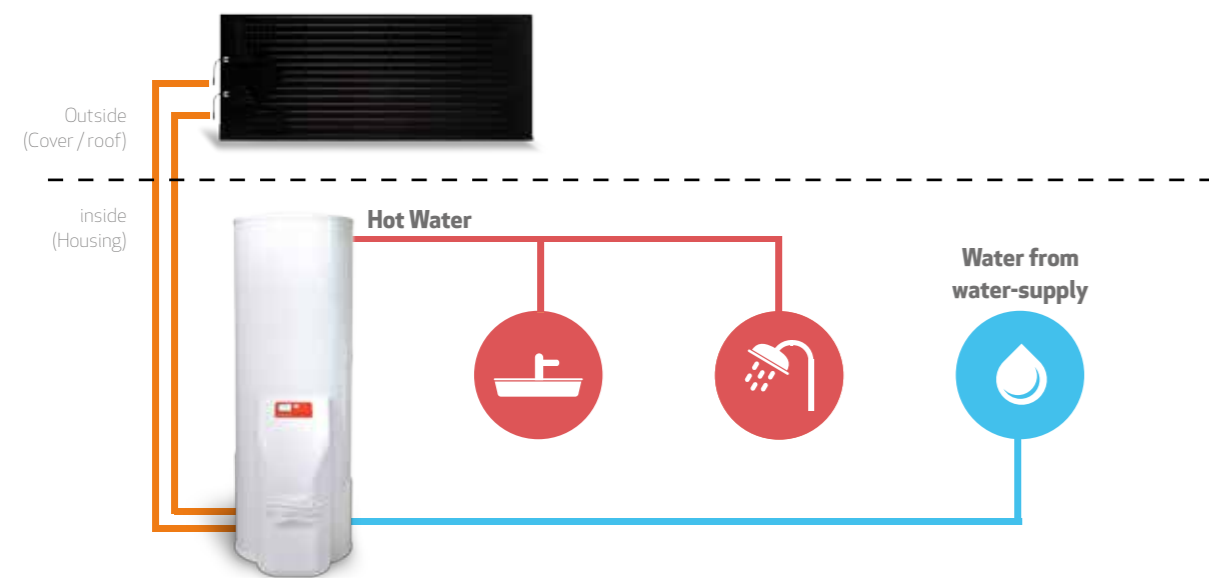 Outside
(Cover / roof)
inside
(Housing)
Hot Water
Water from
water-supply